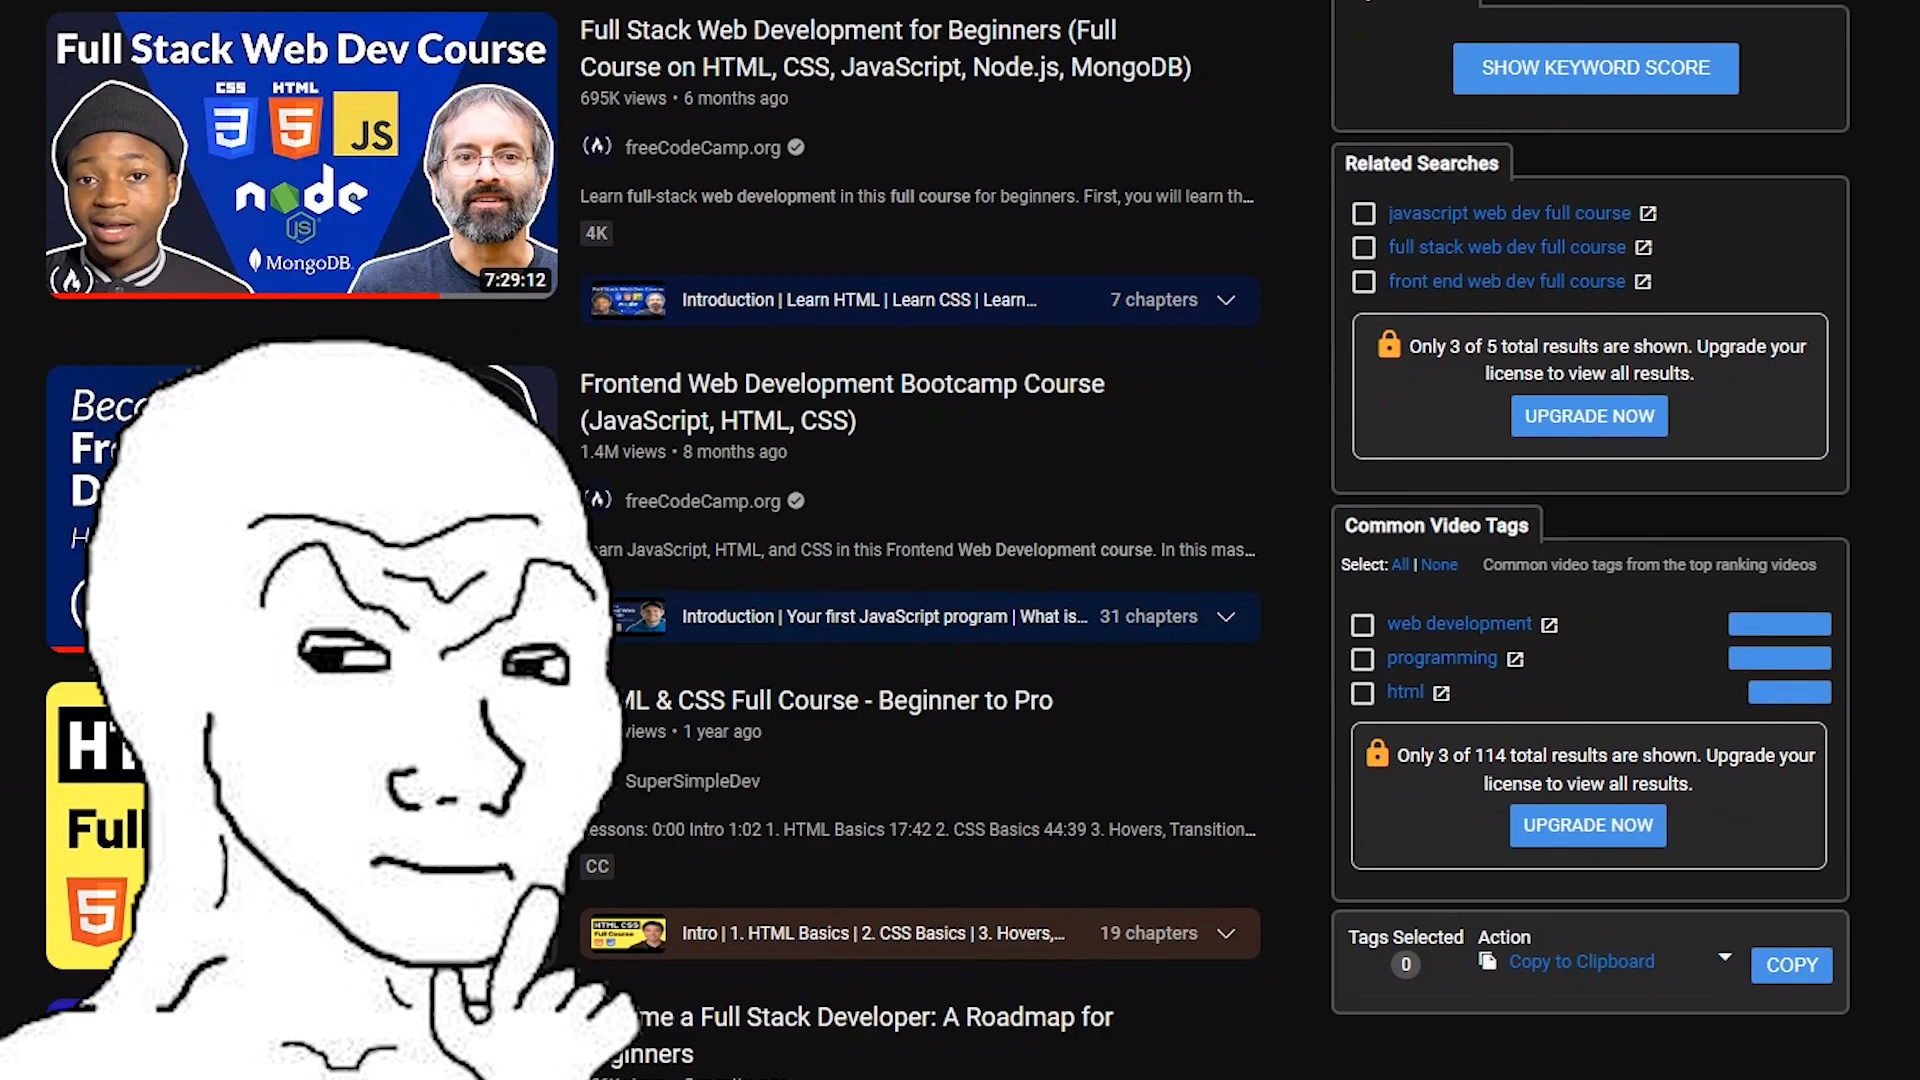 Full Stack Web Dev Course
CSS HTML
JS
node
JS
MongoDB.
7:29:12
Full Stack Web Development for Beginners (Full
Course on HTML, CSS, JavaScript, Node.js, MongoDB)
695K views • 6 months ago
freeCodeCamp.org
Learn full-stack web development in this full course for beginners. First, you will learn th...
4K
Introduction | Learn HTML | Learn CSS | Learn...
7 chapters
Frontend Web Development Bootcamp Course
(JavaScript, HTML, CSS)
1.4M views • 8 months ago
freeCodeCamp.org
arn JavaScript, HTML, and CSS in this Frontend Web Development course. In this mas...
Introduction | Your first JavaScript program | What is...
31 chapters
ML & CSS Full Course - Beginner to Pro
views • 1 year ago
SuperSimpleDev
essons: 0:00 Intro 1:02 1. HTML Basics 17:42 2. CSS Basics 44:39 3. Hovers, Transition...
CC
HTML CSS
Full Course
Intro | 1. HTML Basics | 2. CSS Basics | 3. Hovers,...
19 chapters
me a Full Stack Developer: A Roadmap for
ginners
Full
SHOW KEYWORD SCORE
Related Searches
javascript web dev full course
full stack web dev full course
front end web dev full course
Only 3 of 5 total results are shown. Upgrade your
license to view all results.
UPGRADE NOW
Common Video Tags
Select: All | None
Common video tags from the top ranking videos
web development
programming
html
Only 3 of 114 total results are shown. Upgrade your
license to view all results.
UPGRADE NOW
Tags Selected
0
Action
Copy to Clipboard
COPY